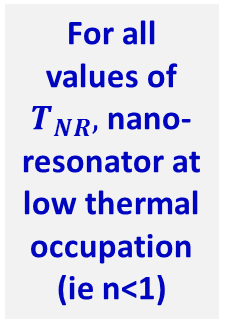 For all
values of
T_NR, nano-
resonator at
low thermal
occupation
(ie n<1)